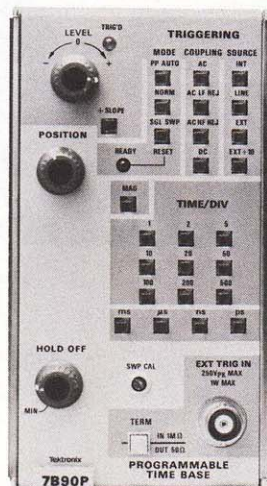 LEVEL
TRIG'D
- 0 +
TRIGGERING
MODE COUPLING SOURCE
PP AUTO AC INT
NORM AC LF REJ LINE
+SLOPE
SGL SWP AC HF REJ EXT
POSITION
READY RESET DC EXT÷10
MAG
TIME/DIV
1 2 5
10 20 50
100 200 500
ms µs ns ps
HOLD OFF
MIN
SWP CAL
EXT TRIG IN
250Vpk MAX
1W MAX
TERM
IN 1MΩ
OUT 50Ω
Tektronix
7B90P
PROGRAMMABLE
TIME BASE